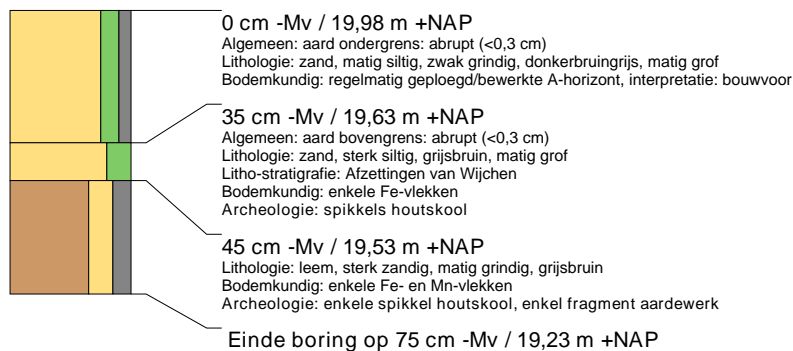 0 cm -Mv / 19,98 m +NAP
Algemeen: aard ondergrens: abrupt (<0,3 cm)
Lithologie: zand, matig siltig, zwak grindig, donkerbruingrijs, matig grof
Bodemkundig: regelmatig geploegd/bewerkte A-horizont, interpretatie: bouwvoor
35 cm -Mv / 19,63 m +NAP
Algemeen: aard bovengrens: abrupt (<0,3 cm)
Lithologie: zand, sterk siltig, grijsbruin, matig grof
Litho-stratigrafie: Afzettingen van Wijchen
Bodemkundig: enkele Fe-vlekken
Archeologie: spikkels houtskool
45 cm -Mv / 19,53 m +NAP
Lithologie: leem, sterk zandig, matig grindig, grijsbruin
Bodemkundig: enkele Fe- en Mn-vlekken
Archeologie: enkele spikkel houtskool, enkel fragment aardewerk
Einde boring op 75 cm -Mv / 19,23 m +NAP